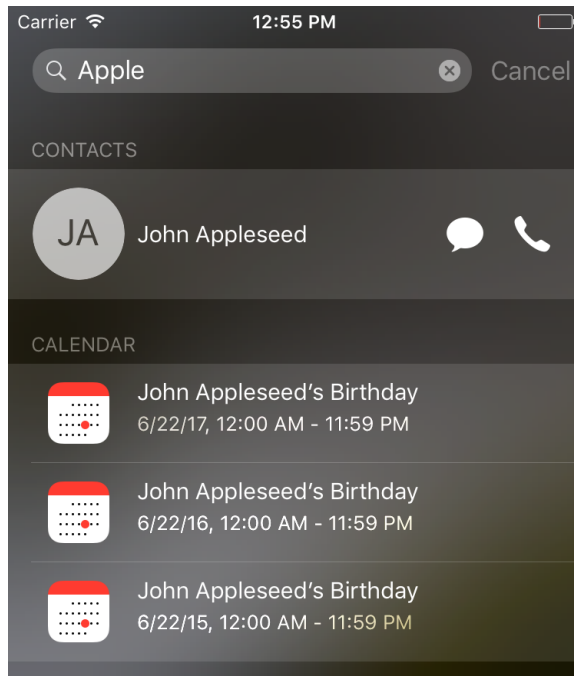 Carrier 12:55 PM
Apple Cancel
CONTACTS
JA John Appleseed
CALENDAR
John Appleseed’s Birthday
6/22/17, 12:00 AM - 11:59 PM
John Appleseed’s Birthday
6/22/16, 12:00 AM - 11:59 PM
John Appleseed’s Birthday
6/22/15, 12:00 AM - 11:59 PM